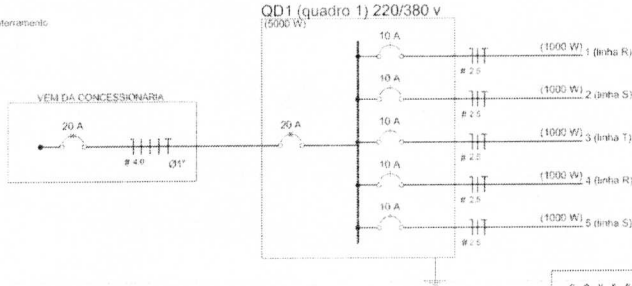 QD1 (quadro 1) 220/380 v
(5000 W)
aterramento
VEM DA CONCESSIONÁRIA
20 A
# 4.0 Ø1"
20 A
10 A
# 2.5
(1000 W) 1 (linha R)
10 A
# 2.5
(1000 W) 2 (linha S)
10 A
# 2.5
(1000 W) 3 (linha T)
10 A
# 2.5
(1000 W) 4 (linha R)
10 A
# 2.5
(1000 W) 5 (linha S)